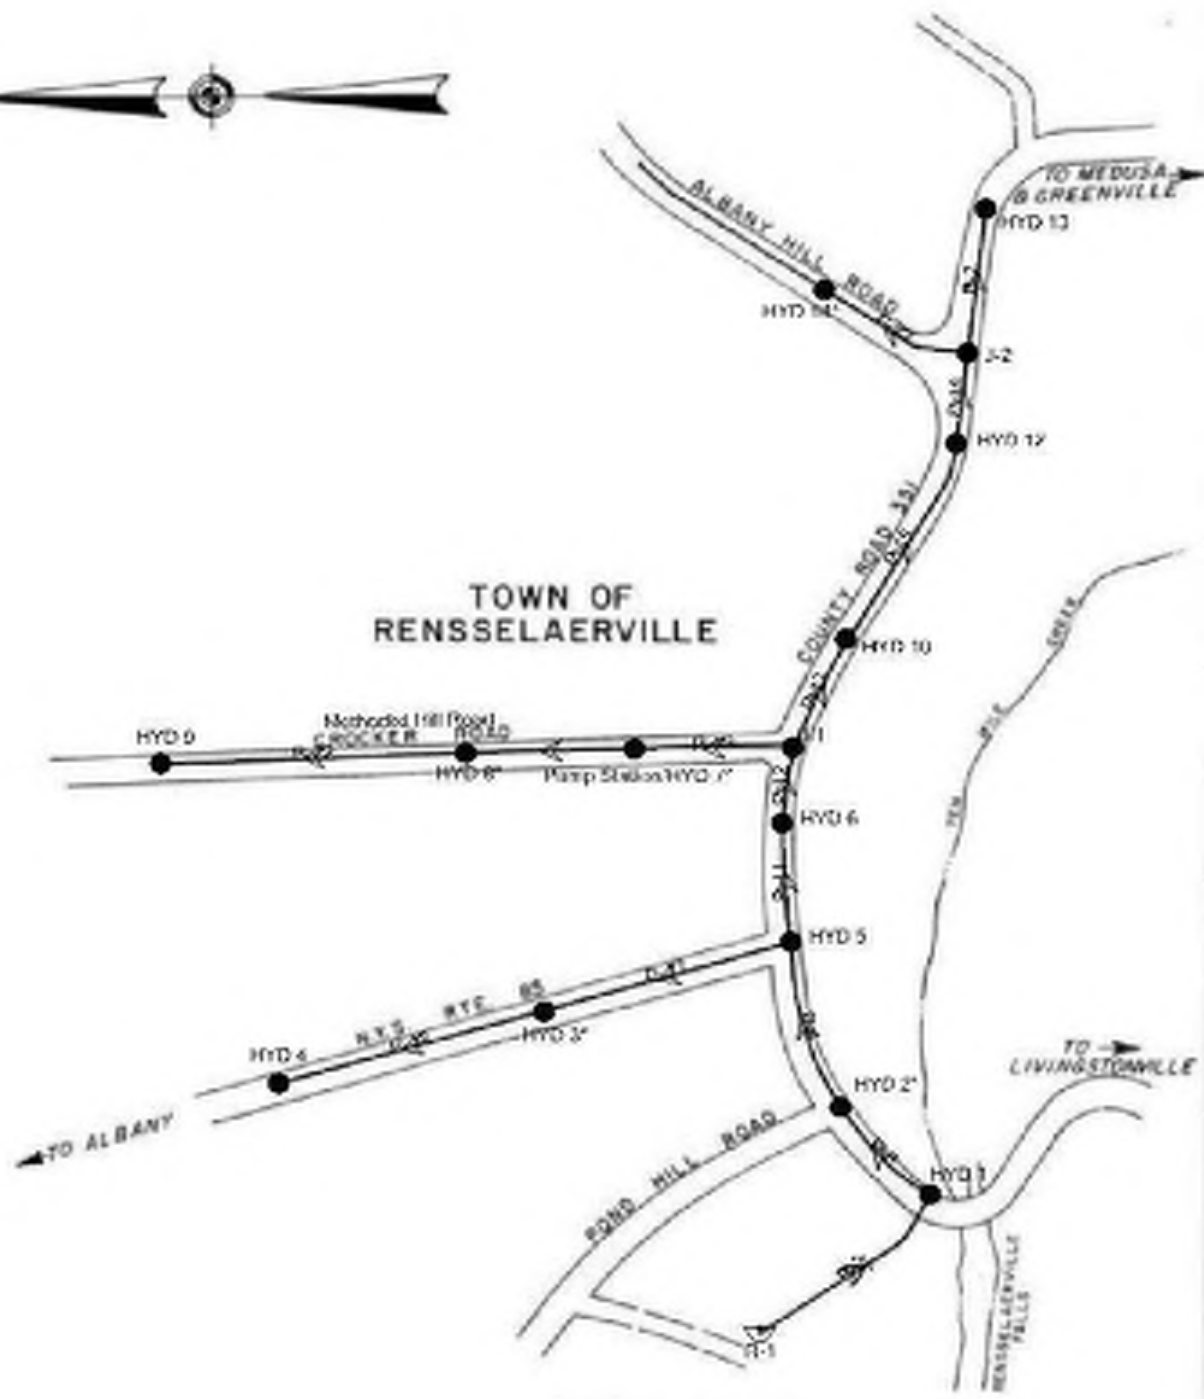 TO MEDUSA
& GREENVILLE
HYD 13
ALBANY HILL ROAD
HYD 14*
J-2
HYD 12
COUNTY ROAD 351
TOWN OF
RENSSELAERVILLE
CREEK
HYD 10
MILE
HYD 9
CROCKER ROAD
HYD 8*
Pump Station/HYD 7*
J-1
HYD 6
TEN
HYD 5
N.Y.S. RTE. 85
HYD 3*
HYD 4
TO
LIVINGSTONVILLE
HYD 2*
TO ALBANY
POND HILL ROAD
HYD 1
RENSSELAERVILLE
FALLS
R-1